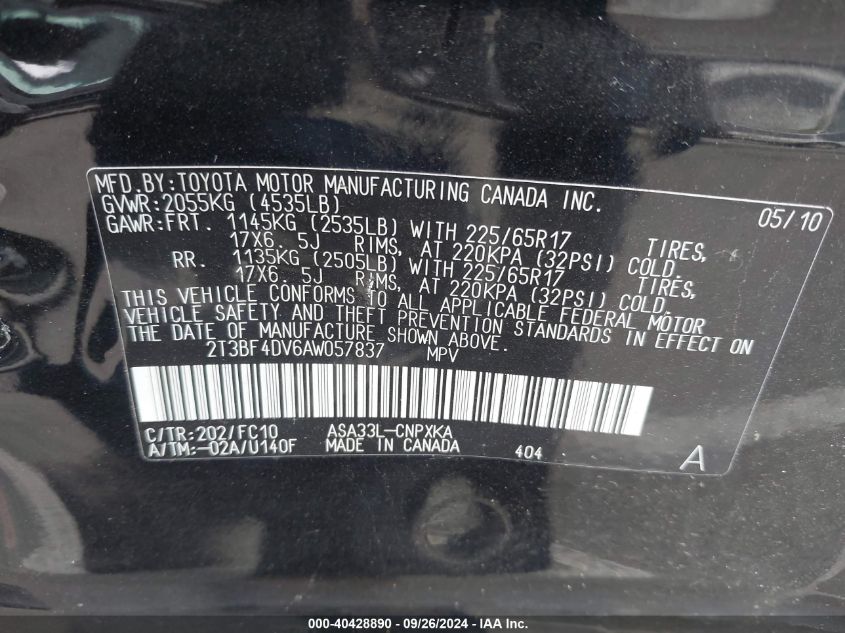 MFD.BY:TOYOTA MOTOR MANUFACTURING CANADA INC.
GVWR:2055KG (4535LB) 05/10
GAWR:FRT. 1145KG (2535LB) WITH 225/65R17 TIRES,
17X6. 5J RIMS, AT 220KPA (32PSI) COLD.
RR. 1135KG (2505LB) WITH 225/65R17 TIRES,
17X6. 5J RIMS, AT 220KPA (32PSI) COLD.
THIS VEHICLE CONFORMS TO ALL APPLICABLE FEDERAL MOTOR
VEHICLE SAFETY AND THEFT PREVENTION STANDARDS IN EFFECT ON
THE DATE OF MANUFACTURE SHOWN ABOVE.
2T3BF4DV6AW057837 MPV
C/TR:202/FC10 ASA33L-CNPXKA
A/TM:-02A/U140F MADE IN CANADA 404 A
000-40428890 - 09/26/2024 - IAA Inc.